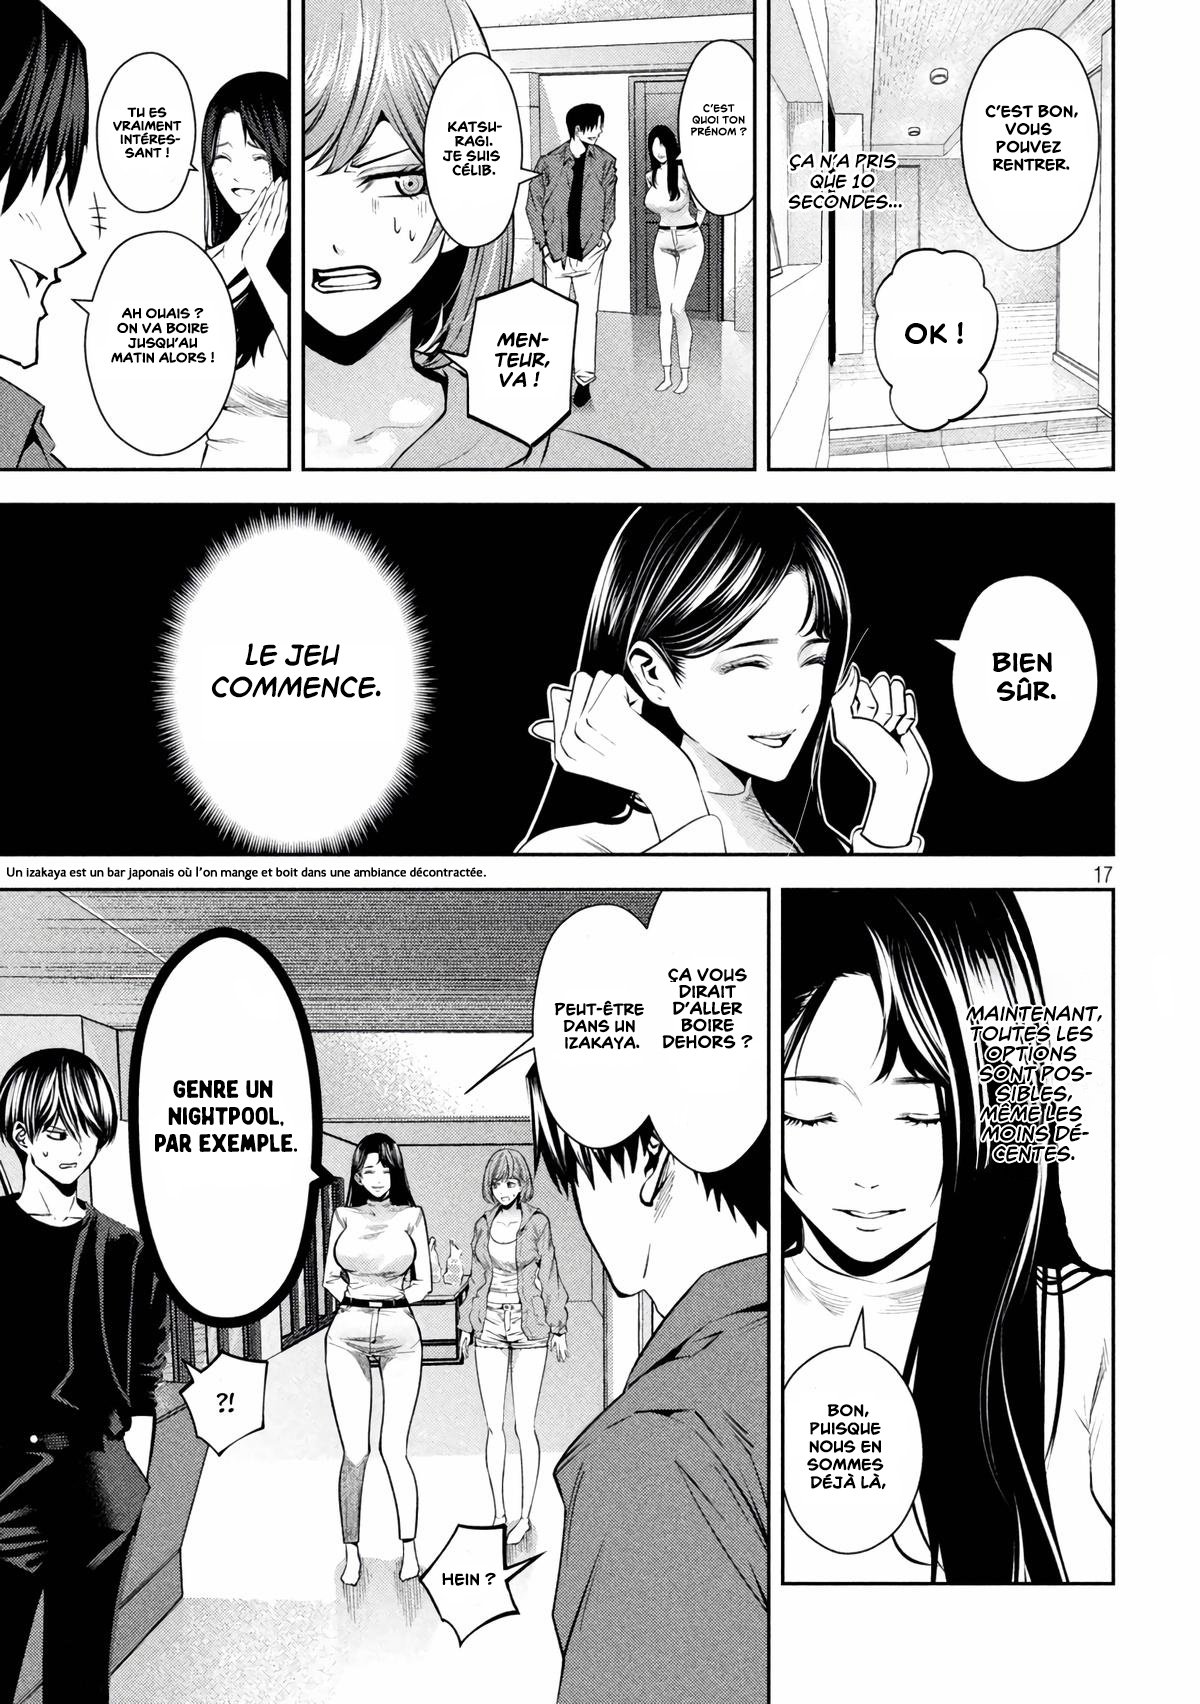 C'EST BON,
VOUS
POUVEZ
RENTRER.
ÇA N'A PRIS
QUE 10
SECONDES...
OK !
C'EST
QUOI TON
PRÉNOM ?
KATSU-
RAGI.
JE SUIS
CÉLIB.
MEN-
TEUR,
VA !
TU ES
VRAIMENT
INTÉRES-
SANT !
AH OUAIS ?
ON VA BOIRE
JUSQU'AU
MATIN ALORS !
BIEN
SÛR.
LE JEU
COMMENCE.
Un izakaya est un bar japonais où l'on mange et boit dans une ambiance décontractée.
17
MAINTENANT,
TOUTES LES
OPTIONS
SONT POS-
SIBLES,
MÊME LES
MOINS DÉ-
CENTES.
BON,
PUISQUE
NOUS EN
SOMMES
DÉJÀ LÀ,
ÇA VOUS
DIRAIT
D'ALLER
BOIRE
DEHORS ?
PEUT-ÊTRE
DANS UN
IZAKAYA.
GENRE UN
NIGHTPOOL,
PAR EXEMPLE.
?!
HEIN ?